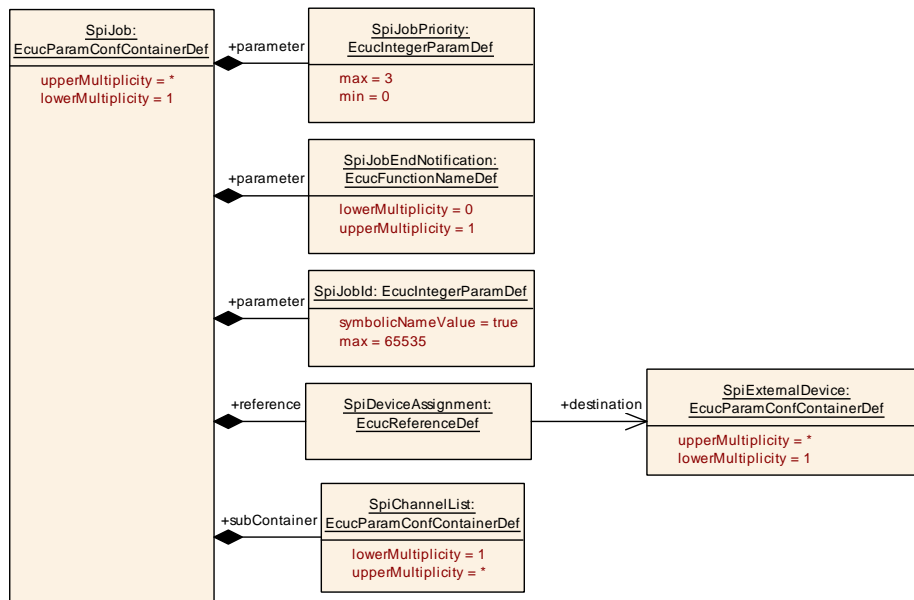 SpiJob:
EcucParamConfContainerDef
upperMultiplicity = *
lowerMultiplicity = 1
+parameter
SpiJobPriority:
EcucIntegerParamDef
max = 3
min = 0
+parameter
SpiJobEndNotification:
EcucFunctionNameDef
lowerMultiplicity = 0
upperMultiplicity = 1
+parameter
SpiJobId: EcucIntegerParamDef
symbolicNameValue = true
max = 65535
+reference
SpiDeviceAssignment:
EcucReferenceDef
+destination
SpiExternalDevice:
EcucParamConfContainerDef
upperMultiplicity = *
lowerMultiplicity = 1
+subContainer
SpiChannelList:
EcucParamConfContainerDef
lowerMultiplicity = 1
upperMultiplicity = *